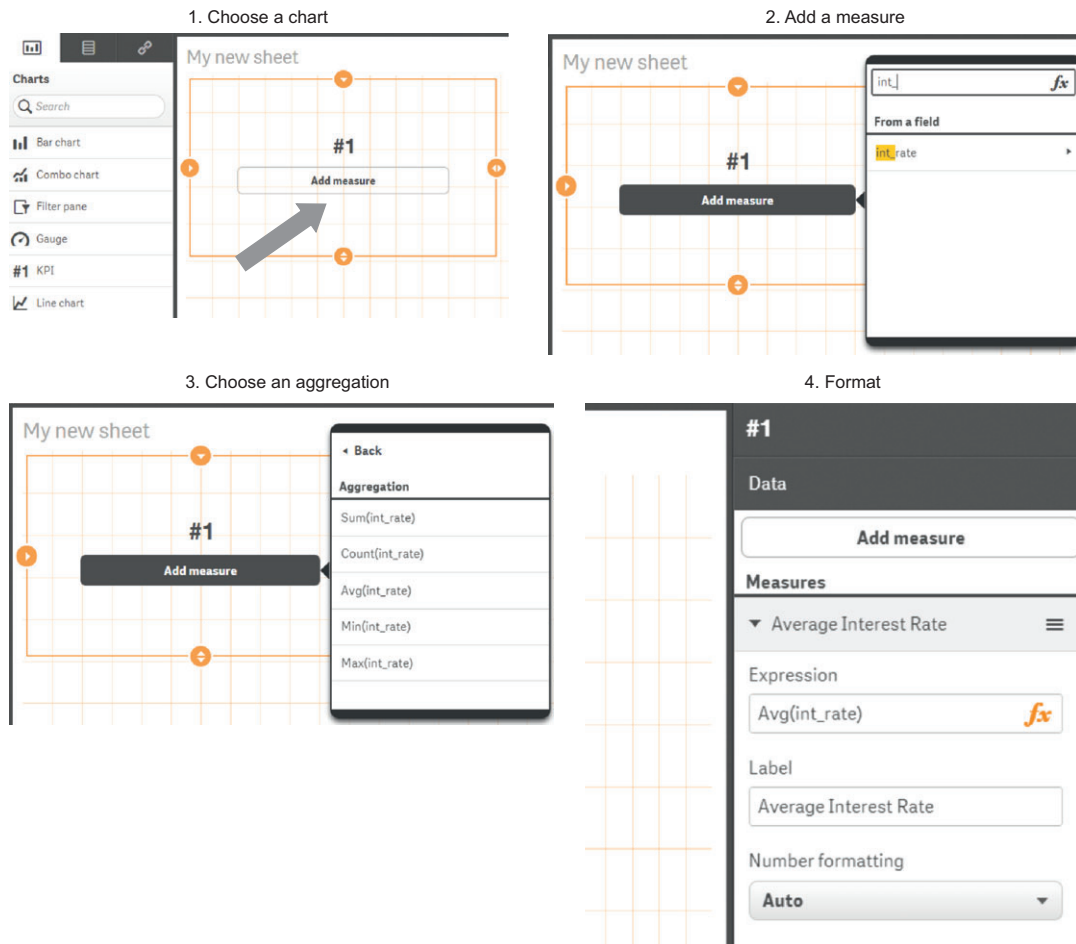 1. Choose a chart
My new sheet
Charts
Search
Bar chart
Combo chart
Filter pane
Gauge
#1 KPI
Line chart
#1
Add measure
2. Add a measure
My new sheet
#1
Add measure
int_
fx
From a field
int_rate
3. Choose an aggregation
My new sheet
#1
Add measure
Back
Aggregation
Sum(int_rate)
Count(int_rate)
Avg(int_rate)
Min(int_rate)
Max(int_rate)
4. Format
#1
Data
Add measure
Measures
Average Interest Rate
Expression
Avg(int_rate) fx
Label
Average Interest Rate
Number formatting
Auto